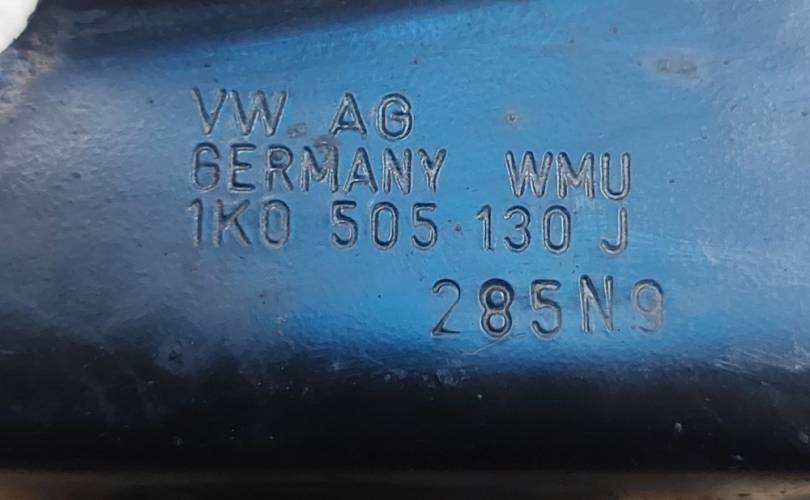 VW AG
GERMANY WMU
1K0 505 130 J
285N9